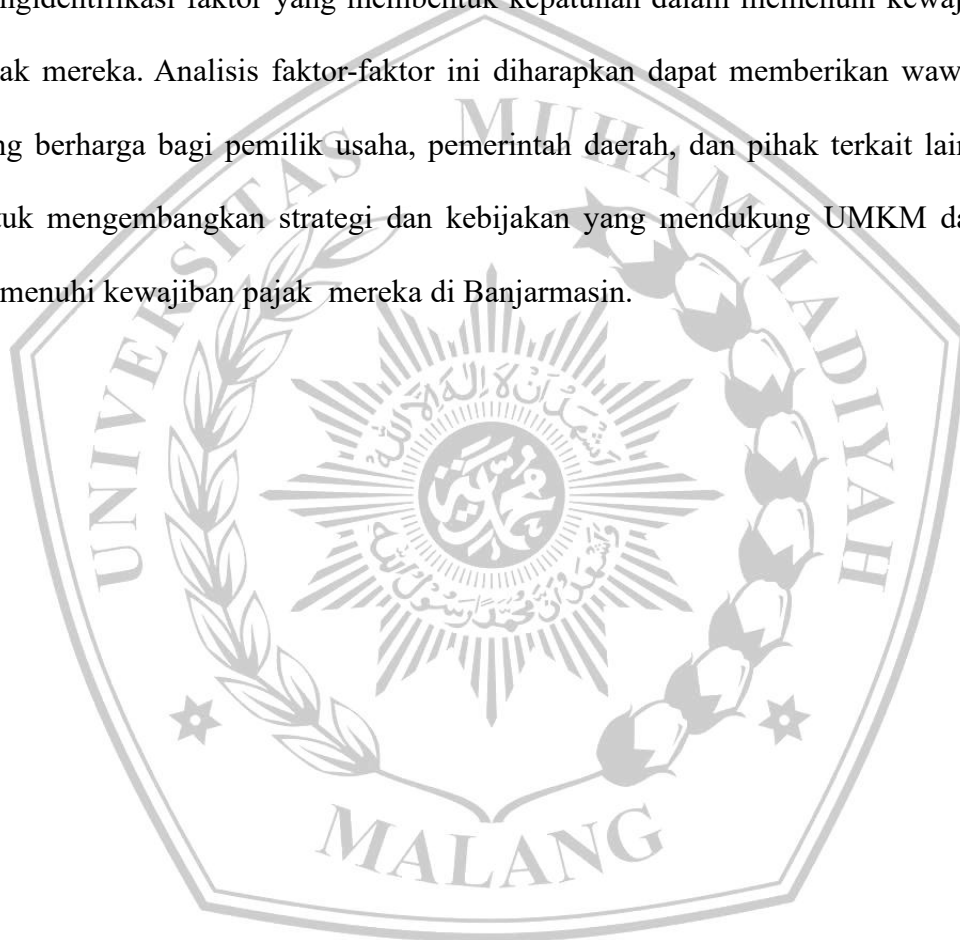 ngidentifikasi faktor yang membentuk kepatuhan dalam memenuhi kewaj
ak mereka. Analisis faktor-faktor ini diharapkan dapat memberikan waw
ng berharga bagi pemilik usaha, pemerintah daerah, dan pihak terkait lain
tuk mengembangkan strategi dan kebijakan yang mendukung UMKM da
menuhi kewajiban pajak mereka di Banjarmasin.
UNIVERSITAS MUHAMMADIYAH
MALANG